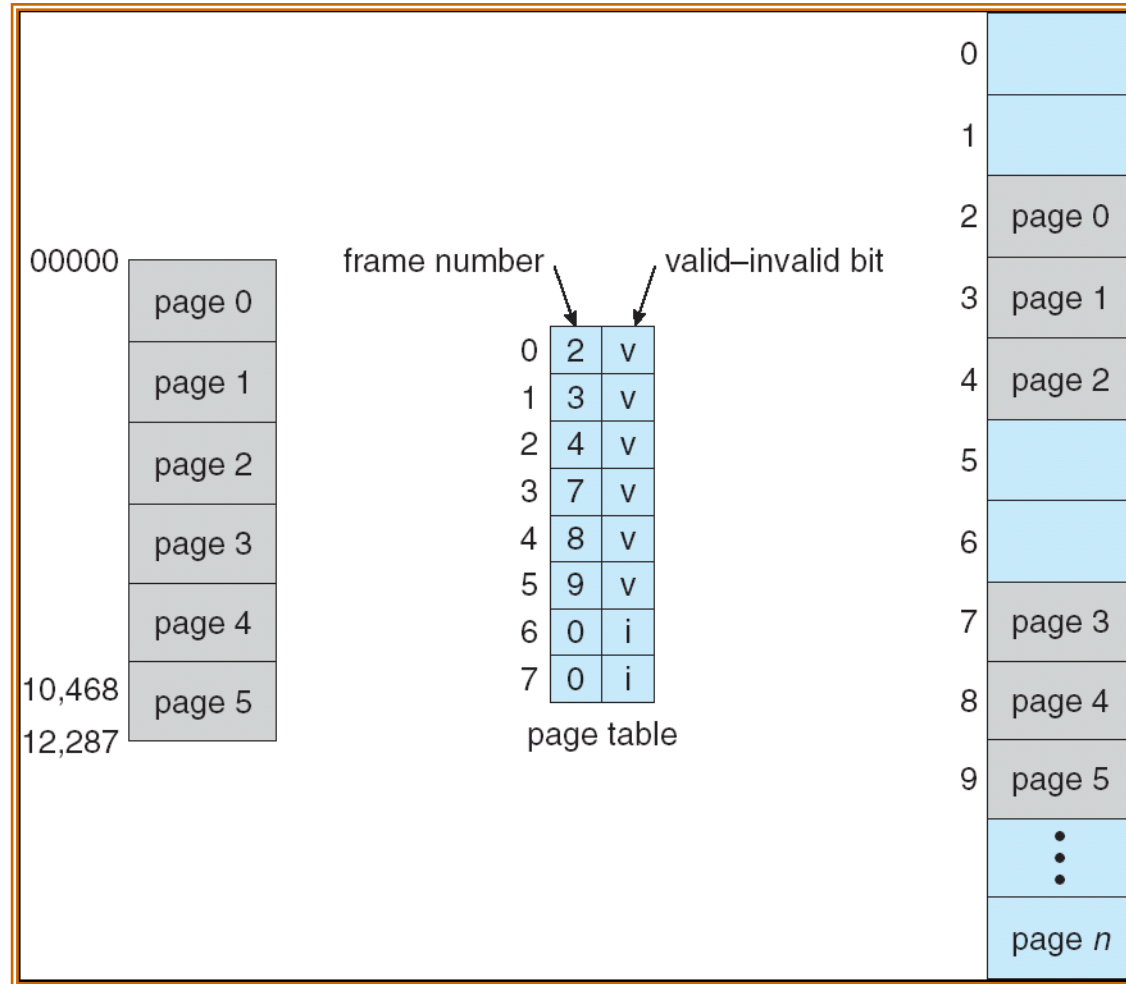 00000
page 0
page 1
page 2
page 3
page 4
10,468
page 5
12,287
frame number
valid–invalid bit
0 2 v
1 3 v
2 4 v
3 7 v
4 8 v
5 9 v
6 0 i
7 0 i
page table
0
1
2 page 0
3 page 1
4 page 2
5
6
7 page 3
8 page 4
9 page 5
page n